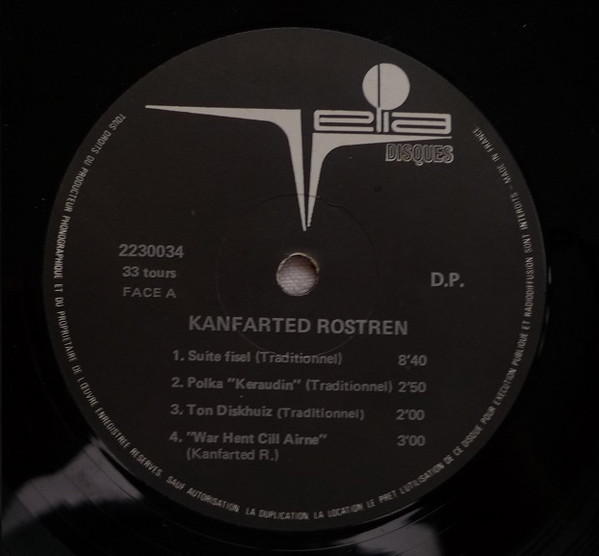 Telia
DISQUES
2230034
33 tours
FACE A
D.P.
KANFARTED ROSTREN
1. Suite fisel (Traditionnel) 8'40
2. Polka "Keraudin" (Traditionnel) 2'50
3. Ton Diskhuiz (Traditionnel) 2'00
4. "War Hent Cill Airne" 3'00
(Kanfarted R.)
TOUS DROITS DU PRODUCTEUR PHONOGRAPHIQUE ET DU PROPRIETAIRE DE L'ŒUVRE ENREGISTREE RESERVES SAUF AUTORISATION LA DUPLICATION LA LOCATION LE PRET L'UTILISATION DE CE DISQUE POUR EXECUTION PUBLIQUE ET RADIODIFFUSION SONT INTERDITS - MADE IN FRANCE